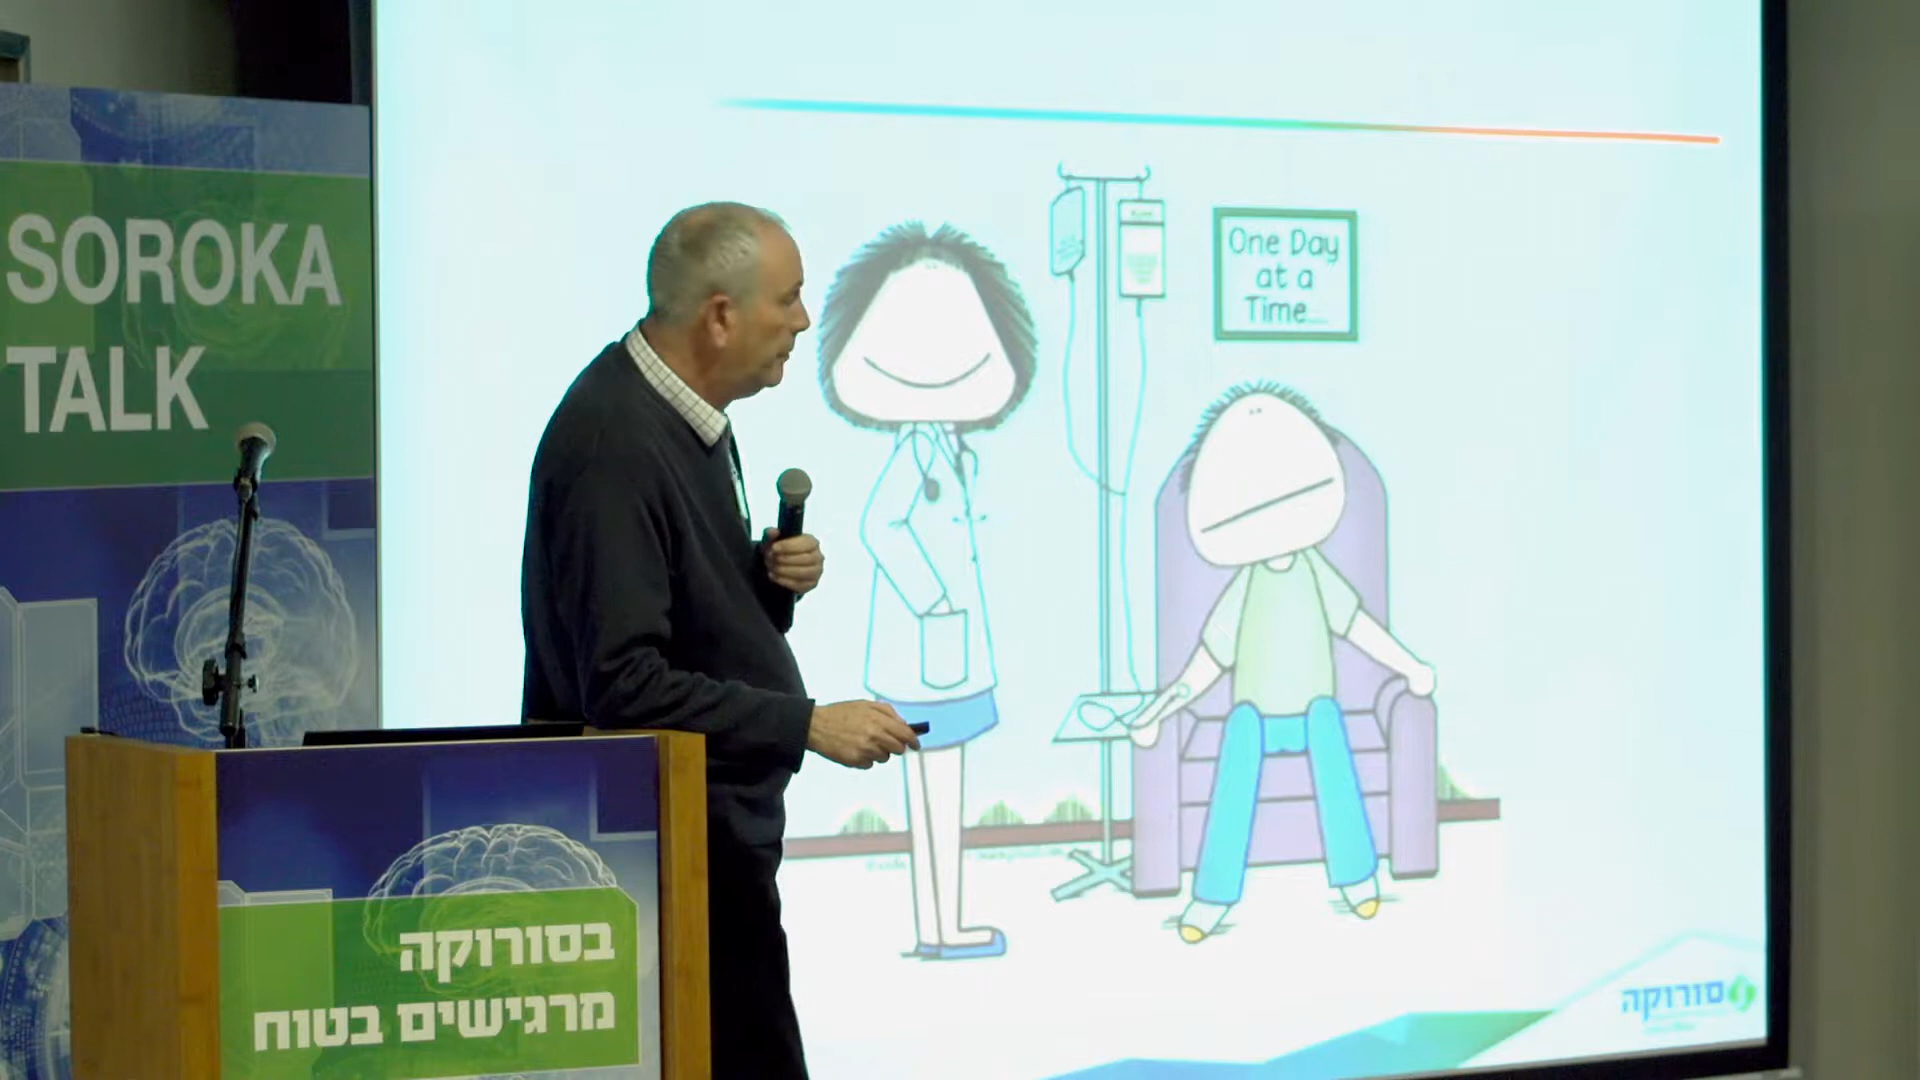 SOROKA
TALK
One Day
at a
Time...
בסורוקה
מרגישים בטוח
סורוקה